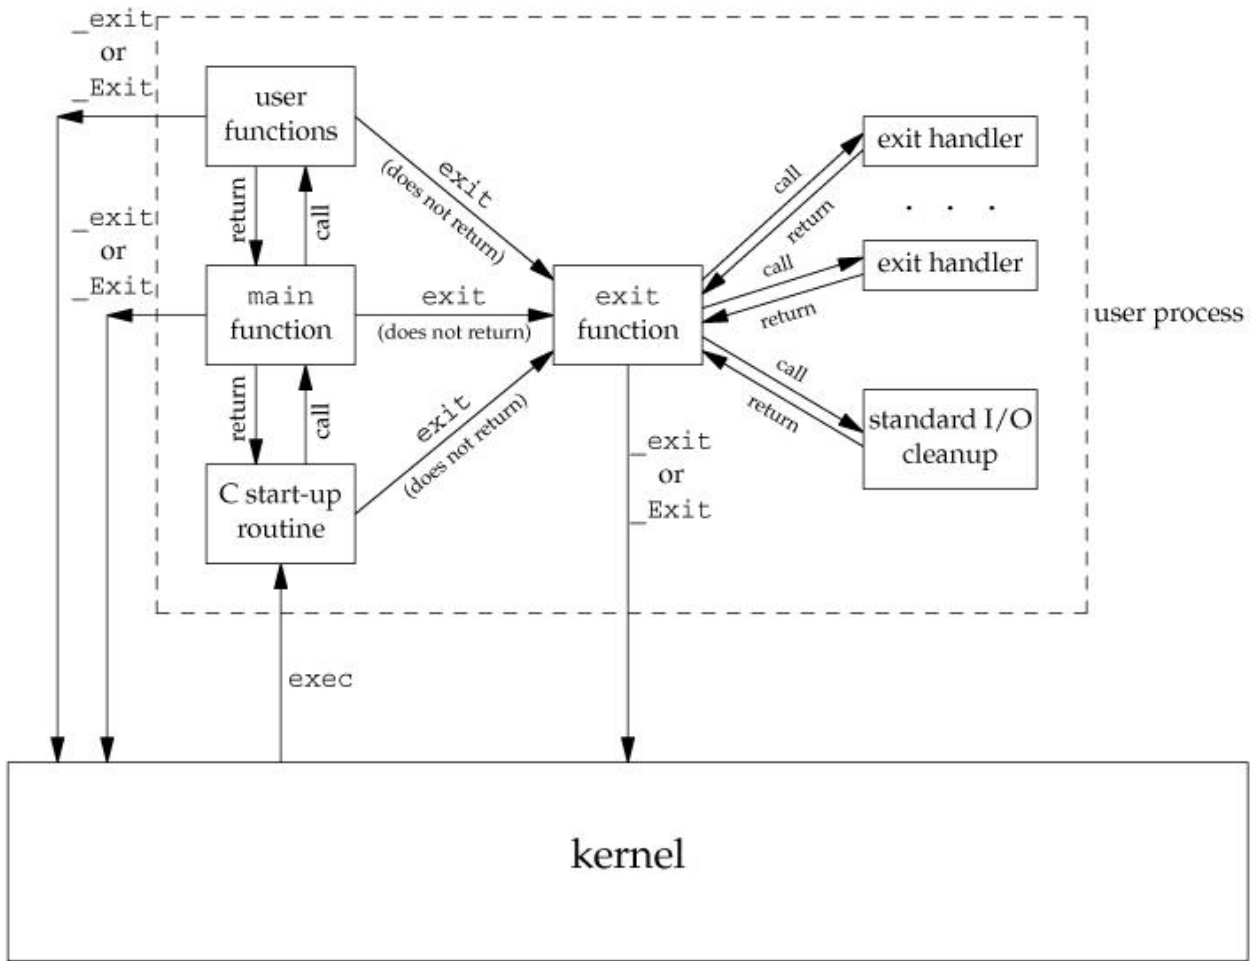 _exit
or
_Exit
user
functions
exit
(does not return)
call
return
exit handler
. . .
return
call
_exit
or
_Exit
main
function
exit
(does not return)
exit
function
call
return
exit handler
user process
return
call
exit
(does not return)
call
return
standard I/O
cleanup
C start-up
routine
_exit
or
_Exit
exec
kernel